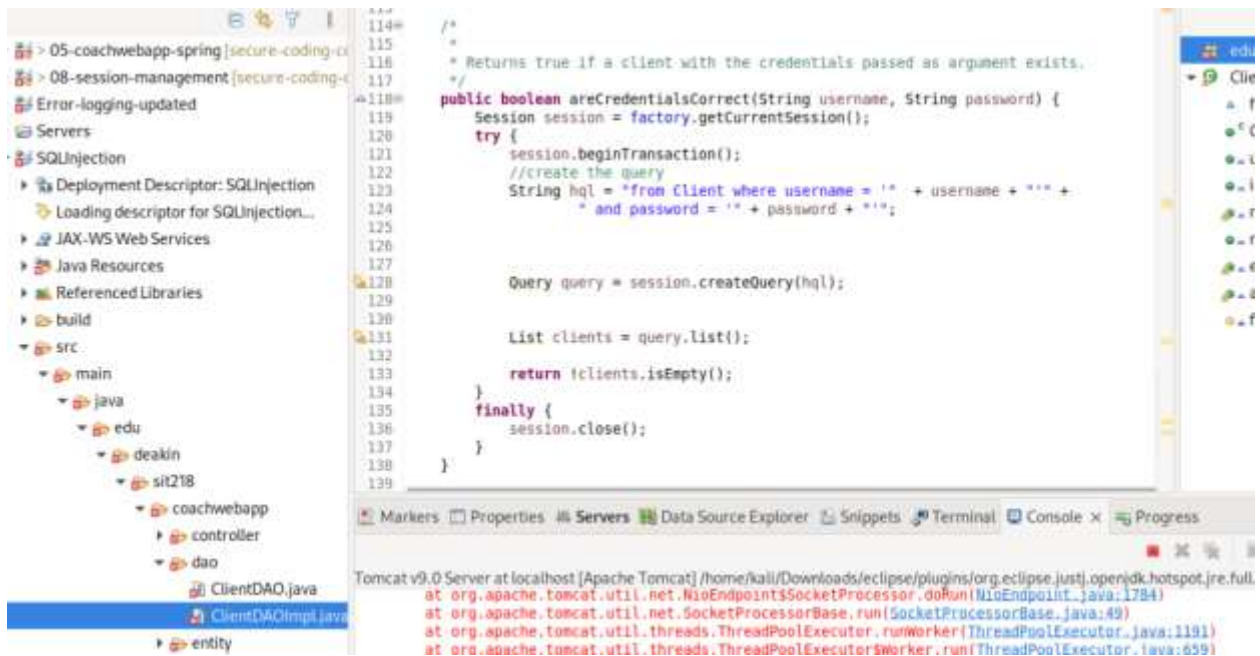 > 05-coachwebapp-spring [secure-coding-co
> 08-session-management [secure-coding-c
Error-logging-updated
Servers
SQLInjection
Deployment Descriptor: SQLInjection
Loading descriptor for SQLInjection...
JAX-WS Web Services
Java Resources
Referenced Libraries
build
src
main
java
edu
deakin
sit218
coachwebapp
controller
dao
ClientDAO.java
ClientDAOImpl.java
entity
114 /*
115 *
116 * Returns true if a client with the credentials passed as argument exists.
117 */
118 public boolean areCredentialsCorrect(String username, String password) {
119 Session session = factory.getCurrentSession();
120 try {
121 session.beginTransaction();
122 //create the query
123 String hql = "from Client where username = '" + username + "'" +
124 " and password = '" + password + "'";
125
126
127
128 Query query = session.createQuery(hql);
129
130
131 List clients = query.list();
132
133 return !clients.isEmpty();
134 }
135 finally {
136 session.close();
137 }
138 }
139
edu
Clie
Markers Properties Servers Data Source Explorer Snippets Terminal Console × Progress
Tomcat v9.0 Server at localhost [Apache Tomcat] /home/kali/Downloads/eclipse/plugins/org.eclipse.justj.openjdk.hotspot.jre.full.
at org.apache.tomcat.util.net.NioEndpoint$SocketProcessor.doRun(NioEndpoint.java:1784)
at org.apache.tomcat.util.net.SocketProcessorBase.run(SocketProcessorBase.java:49)
at org.apache.tomcat.util.threads.ThreadPoolExecutor.runWorker(ThreadPoolExecutor.java:1191)
at org.apache.tomcat.util.threads.ThreadPoolExecutor$Worker.run(ThreadPoolExecutor.java:659)